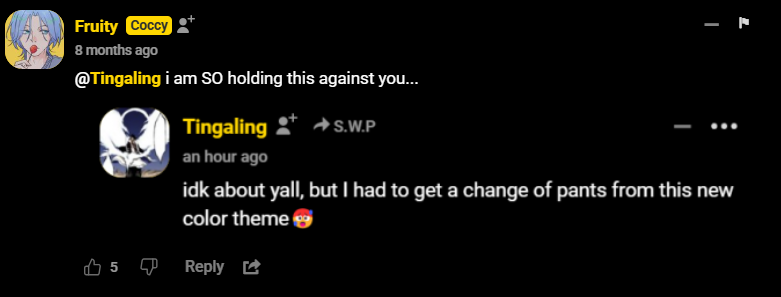 Fruity Coccy
8 months ago
@Tingaling i am SO holding this against you...
Tingaling S.W.P
an hour ago
idk about yall, but I had to get a change of pants from this new
color theme🥵
5 Reply